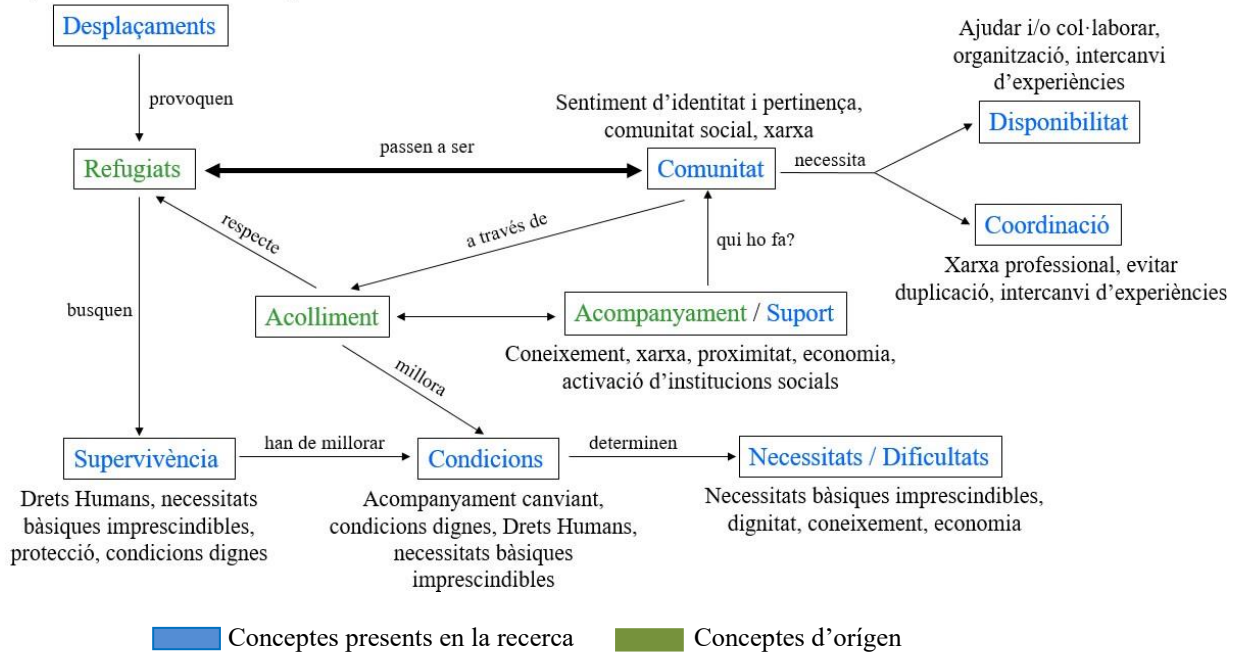 Desplaçaments
provoquen
Refugiats
passen a ser
Sentiment d’identitat i pertinença,
comunitat social, xarxa
Comunitat
necessita
Ajudar i/o col·laborar,
organització, intercanvi
d’experiències
Disponibilitat
Coordinació
Xarxa professional, evitar
duplicació, intercanvi d’experiències
respecte
a través de
qui ho fa?
busquen
Acolliment
Acompanyament / Suport
Coneixement, xarxa, proximitat, economia,
activació d’institucions socials
millora
Supervivència
han de millorar
Condicions
determinen
Necessitats / Dificultats
Drets Humans, necessitats
bàsiques imprescindibles,
protecció, condicions dignes
Acompanyament canviant,
condicions dignes, Drets Humans,
necessitats bàsiques
imprescindibles
Necessitats bàsiques imprescindibles,
dignitat, coneixement, economia
Conceptes presents en la recerca
Conceptes d’orígen